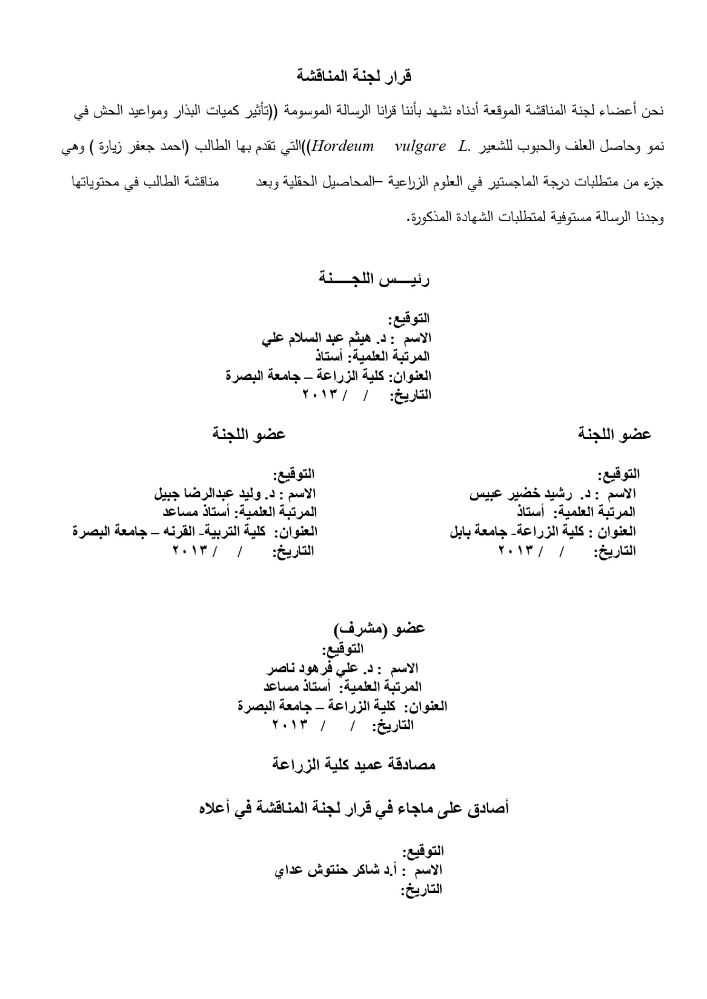 قرار لجنة المناقشة
نحن أعضاء لجنة المناقشة الموقعة أدناه نشهد بأننا قرانا الرسالة الموسومة ((تأثير كميات البذار ومواعيد الحش في
نمو وحاصل العلف والحبوب للشعير Hordeum vulgare L.))التي تقدم بها الطالب (احمد جعفر زيارة ) وهي
جزء من متطلبات درجة الماجستير في العلوم الزراعية –المحاصيل الحقلية وبعد مناقشة الطالب في محتوياتها
وجدنا الرسالة مستوفية لمتطلبات الشهادة المذكورة.
رئيـــس اللجــــنة
التوقيع:
الاسم : د. هيثم عبد السلام علي
المرتبة العلمية: أستاذ
العنوان: كلية الزراعة – جامعة البصرة
التاريخ: / / ٢٠١٣
عضو اللجنة
التوقيع:
الاسم : د. رشيد خضير عبيس
المرتبة العلمية: أستاذ
العنوان : كلية الزراعة- جامعة بابل
التاريخ: / / ٢٠١٣
عضو اللجنة
التوقيع:
الاسم : د. وليد عبدالرضا جبيل
المرتبة العلمية: أستاذ مساعد
العنوان: كلية التربية- القرنه – جامعة البصرة
التاريخ: / / ٢٠١٣
عضو (مشرف)
التوقيع:
الاسم : د. علي فرهود ناصر
المرتبة العلمية: أستاذ مساعد
العنوان: كلية الزراعة – جامعة البصرة
التاريخ: / / ٢٠١٣
مصادقة عميد كلية الزراعة
أصادق على ماجاء في قرار لجنة المناقشة في أعلاه
التوقيع:
الاسم : أ.د شاكر حنتوش عداي
التاريخ: